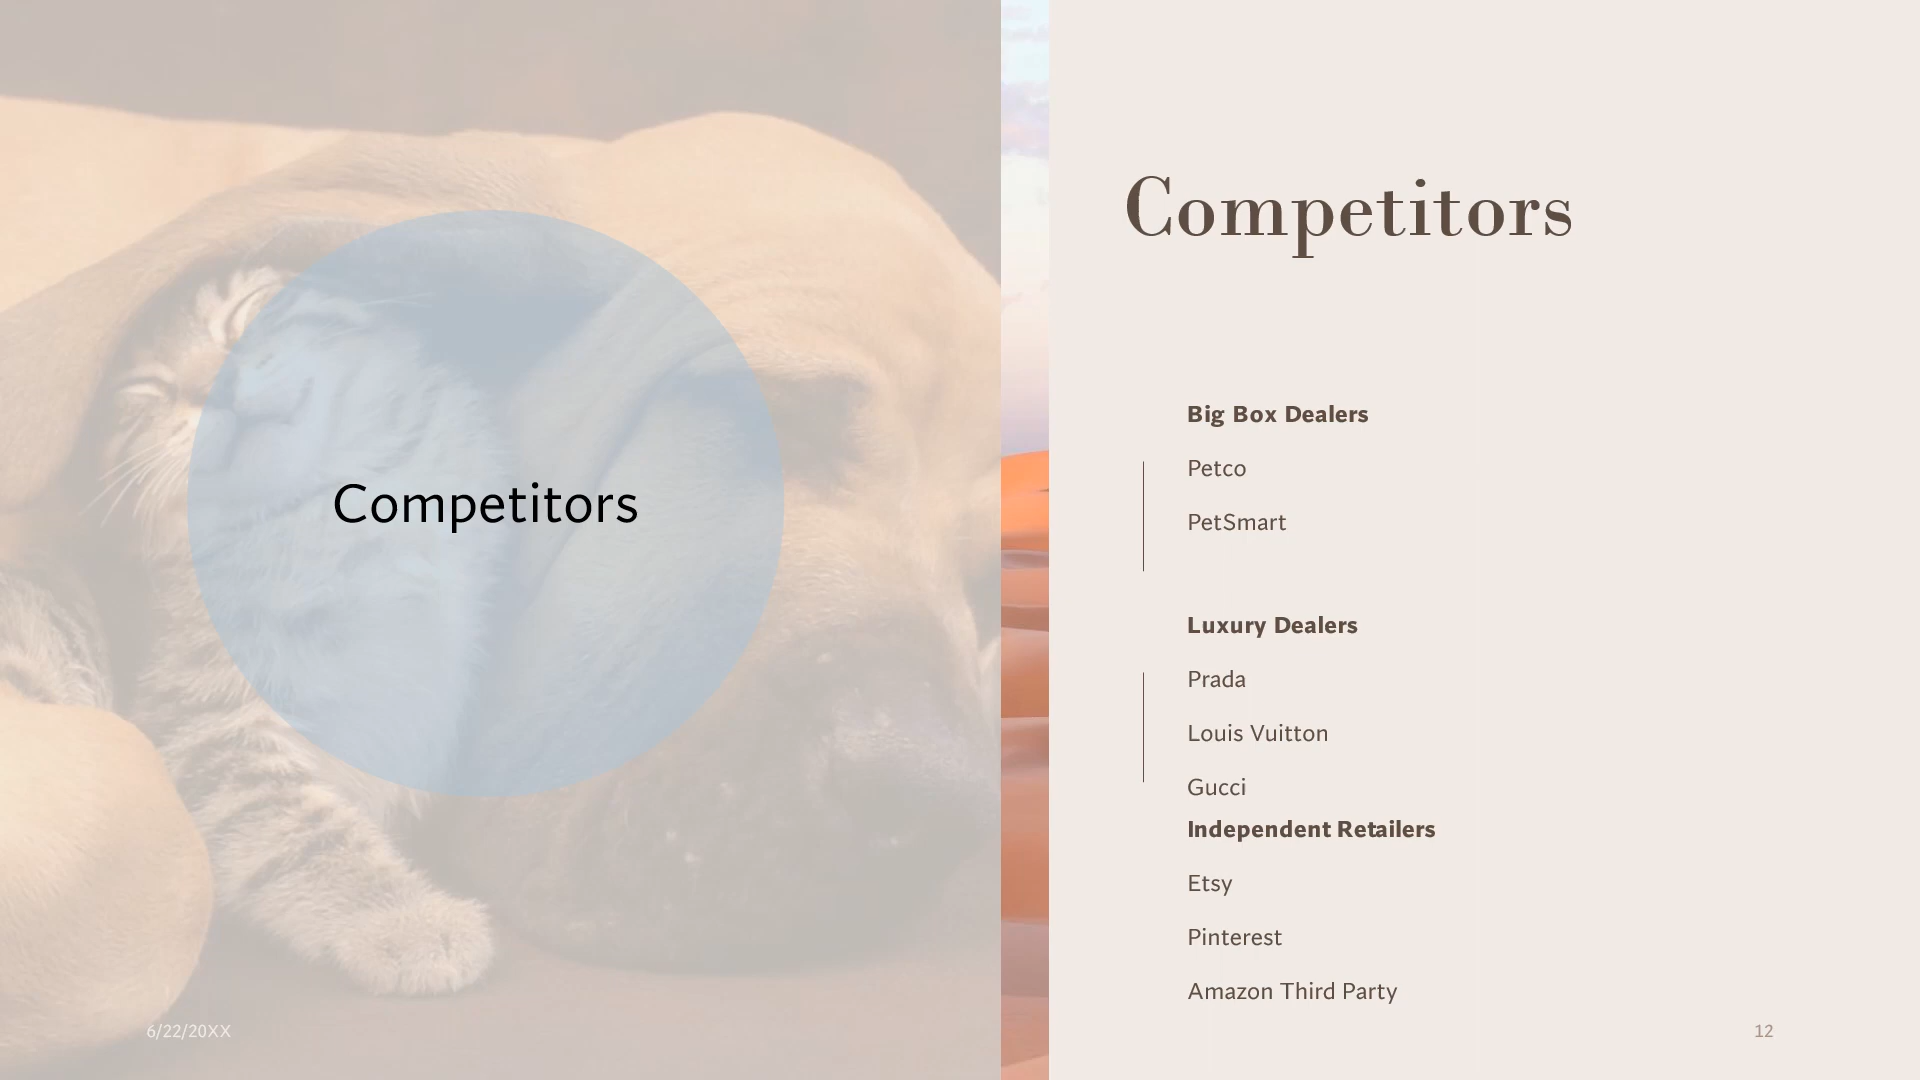 Competitors
Competitors
Big Box Dealers
Petco
PetSmart
Luxury Dealers
Prada
Louis Vuitton
Gucci
Independent Retailers
Etsy
Pinterest
Amazon Third Party
6/22/20XX
12